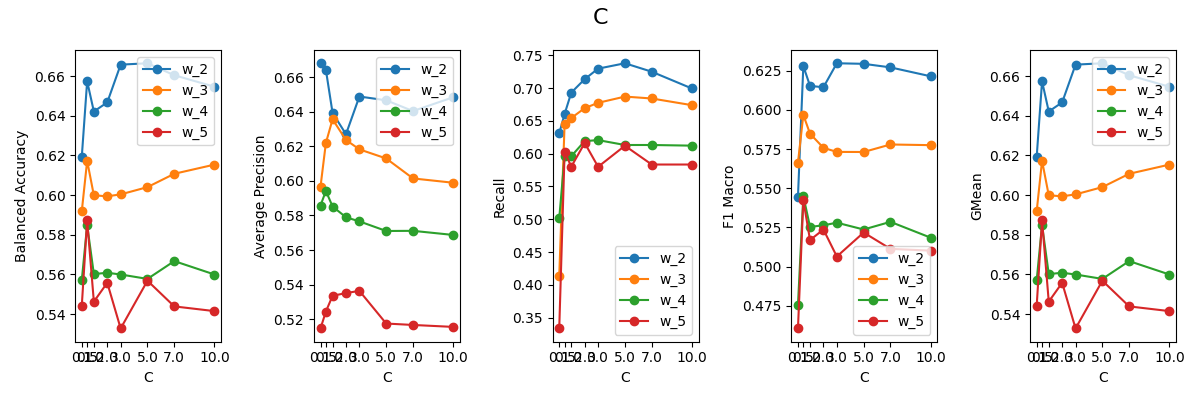 C
Balanced Accuracy
0.66
0.64
0.62
0.60
0.58
0.56
0.54
w_2
w_3
w_4
w_5
5.0
7.0
10.0
C
Average Precision
0.66
0.64
0.62
0.60
0.58
0.56
0.54
0.52
w_2
w_3
w_4
w_5
5.0
7.0
10.0
C
Recall
0.75
0.70
0.65
0.60
0.55
0.50
0.45
0.40
0.35
w_2
w_3
w_4
w_5
5.0
7.0
10.0
C
F1 Macro
0.625
0.600
0.575
0.550
0.525
0.500
0.475
w_2
w_3
w_4
w_5
5.0
7.0
10.0
C
GMean
0.66
0.64
0.62
0.60
0.58
0.56
0.54
w_2
w_3
w_4
w_5
5.0
7.0
10.0
C